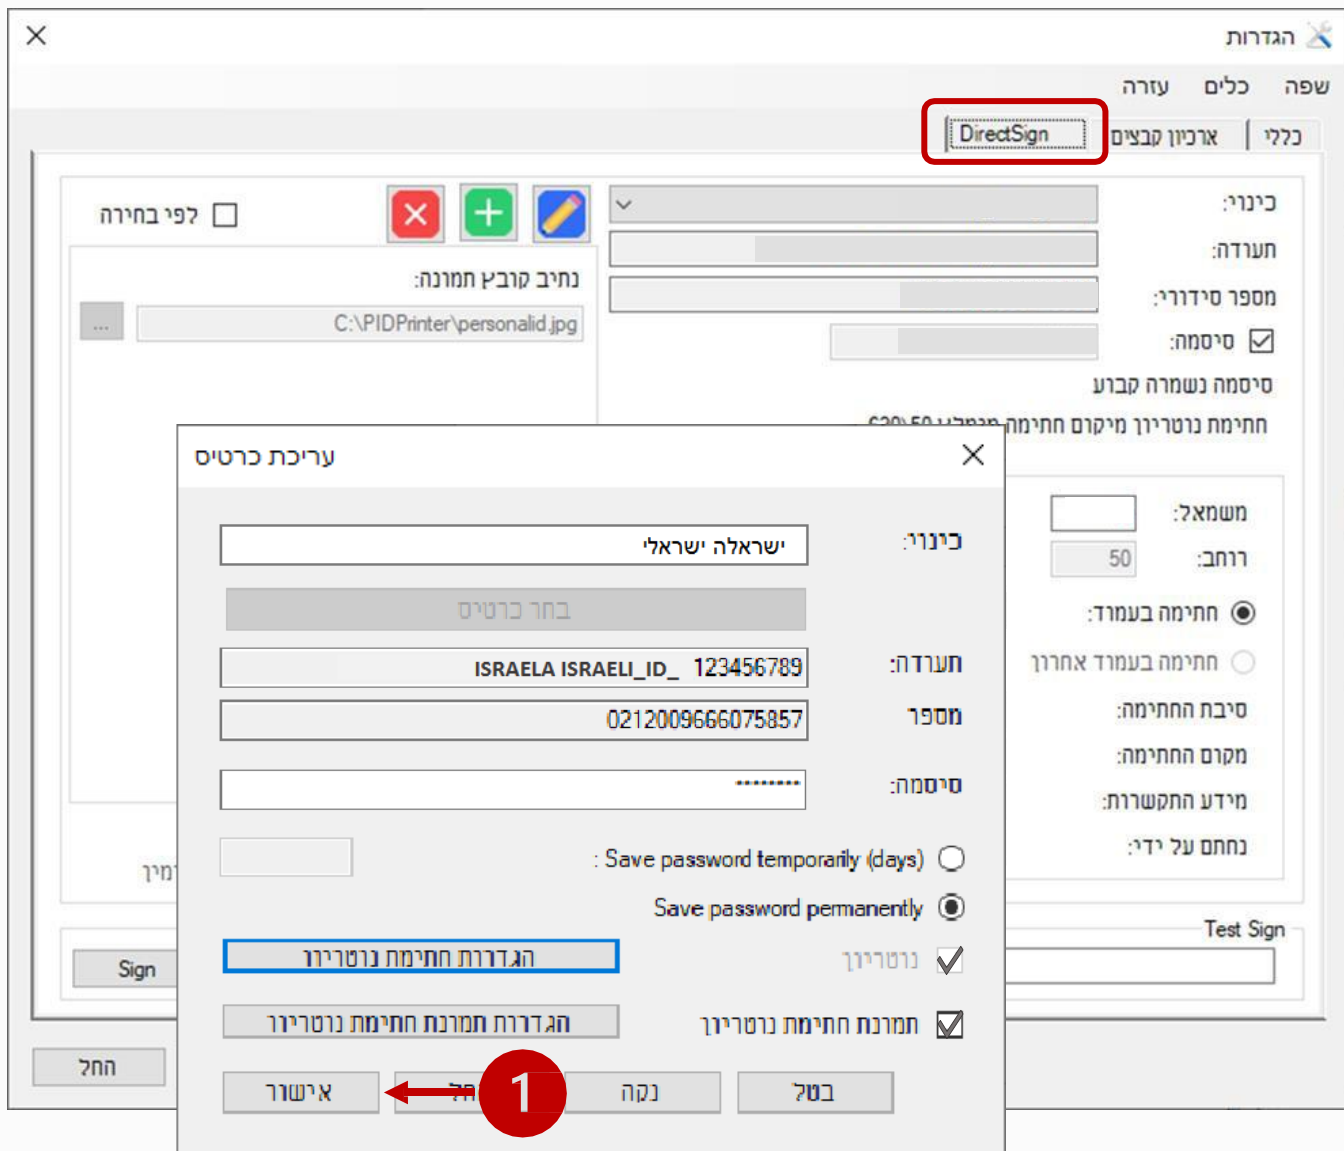 הגדרות
שפה כלים עזרה
כללי ארכיון קבצים DirectSign
כינוי:
תעודה:
מספר סידורי:
סיסמה:
סיסמה נשמרה קבוע
חתימת נוטריון מיקום חתימה
לפי בחירה
נתיב קובץ תמונה:
C:\PIDPrinter\personalid.jpg
...
משמאל:
רוחב: 50
חתימה בעמוד:
חתימה בעמוד אחרון
סיבת החתימה:
מקום החתימה:
מידע התקשרות:
נחתם על ידי:
Test Sign
Sign
החל
עריכת כרטיס
כינוי: ישראלה ישראלי
בחר כרטיס
תעודה: ISRAELA ISRAELI_ID_ 123456789
מספר 0212009666075857
סיסמה: ********
Save password temporarily (days) :
Save password permanently
נוטריון הגדרות חתימת נוטריון
תמונת חתימת נוטריון הגדרות תמונת חתימת נוטריון
בטל נקה 1 אישור